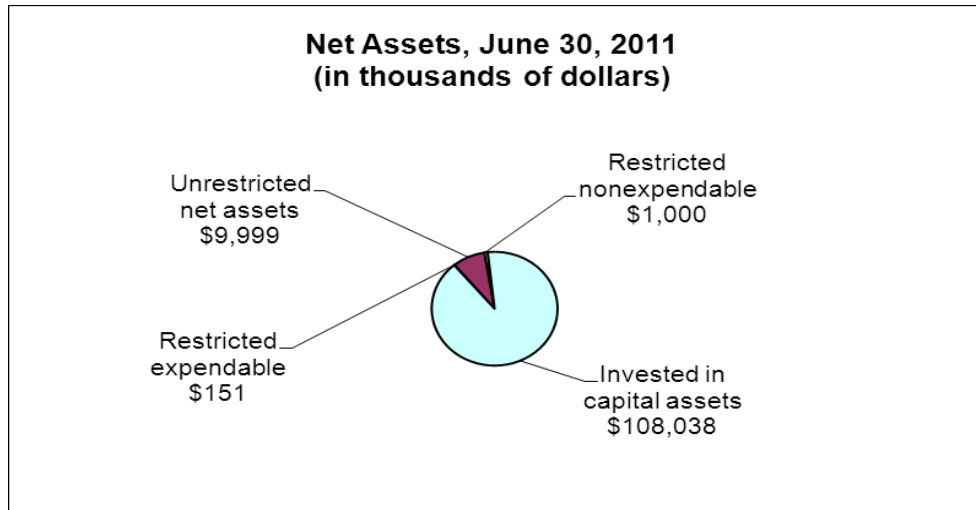 Net Assets, June 30, 2011
(in thousands of dollars)
Unrestricted
net assets
$9,999
Restricted
nonexpendable
$1,000
Restricted
expendable
$151
Invested in
capital assets
$108,038